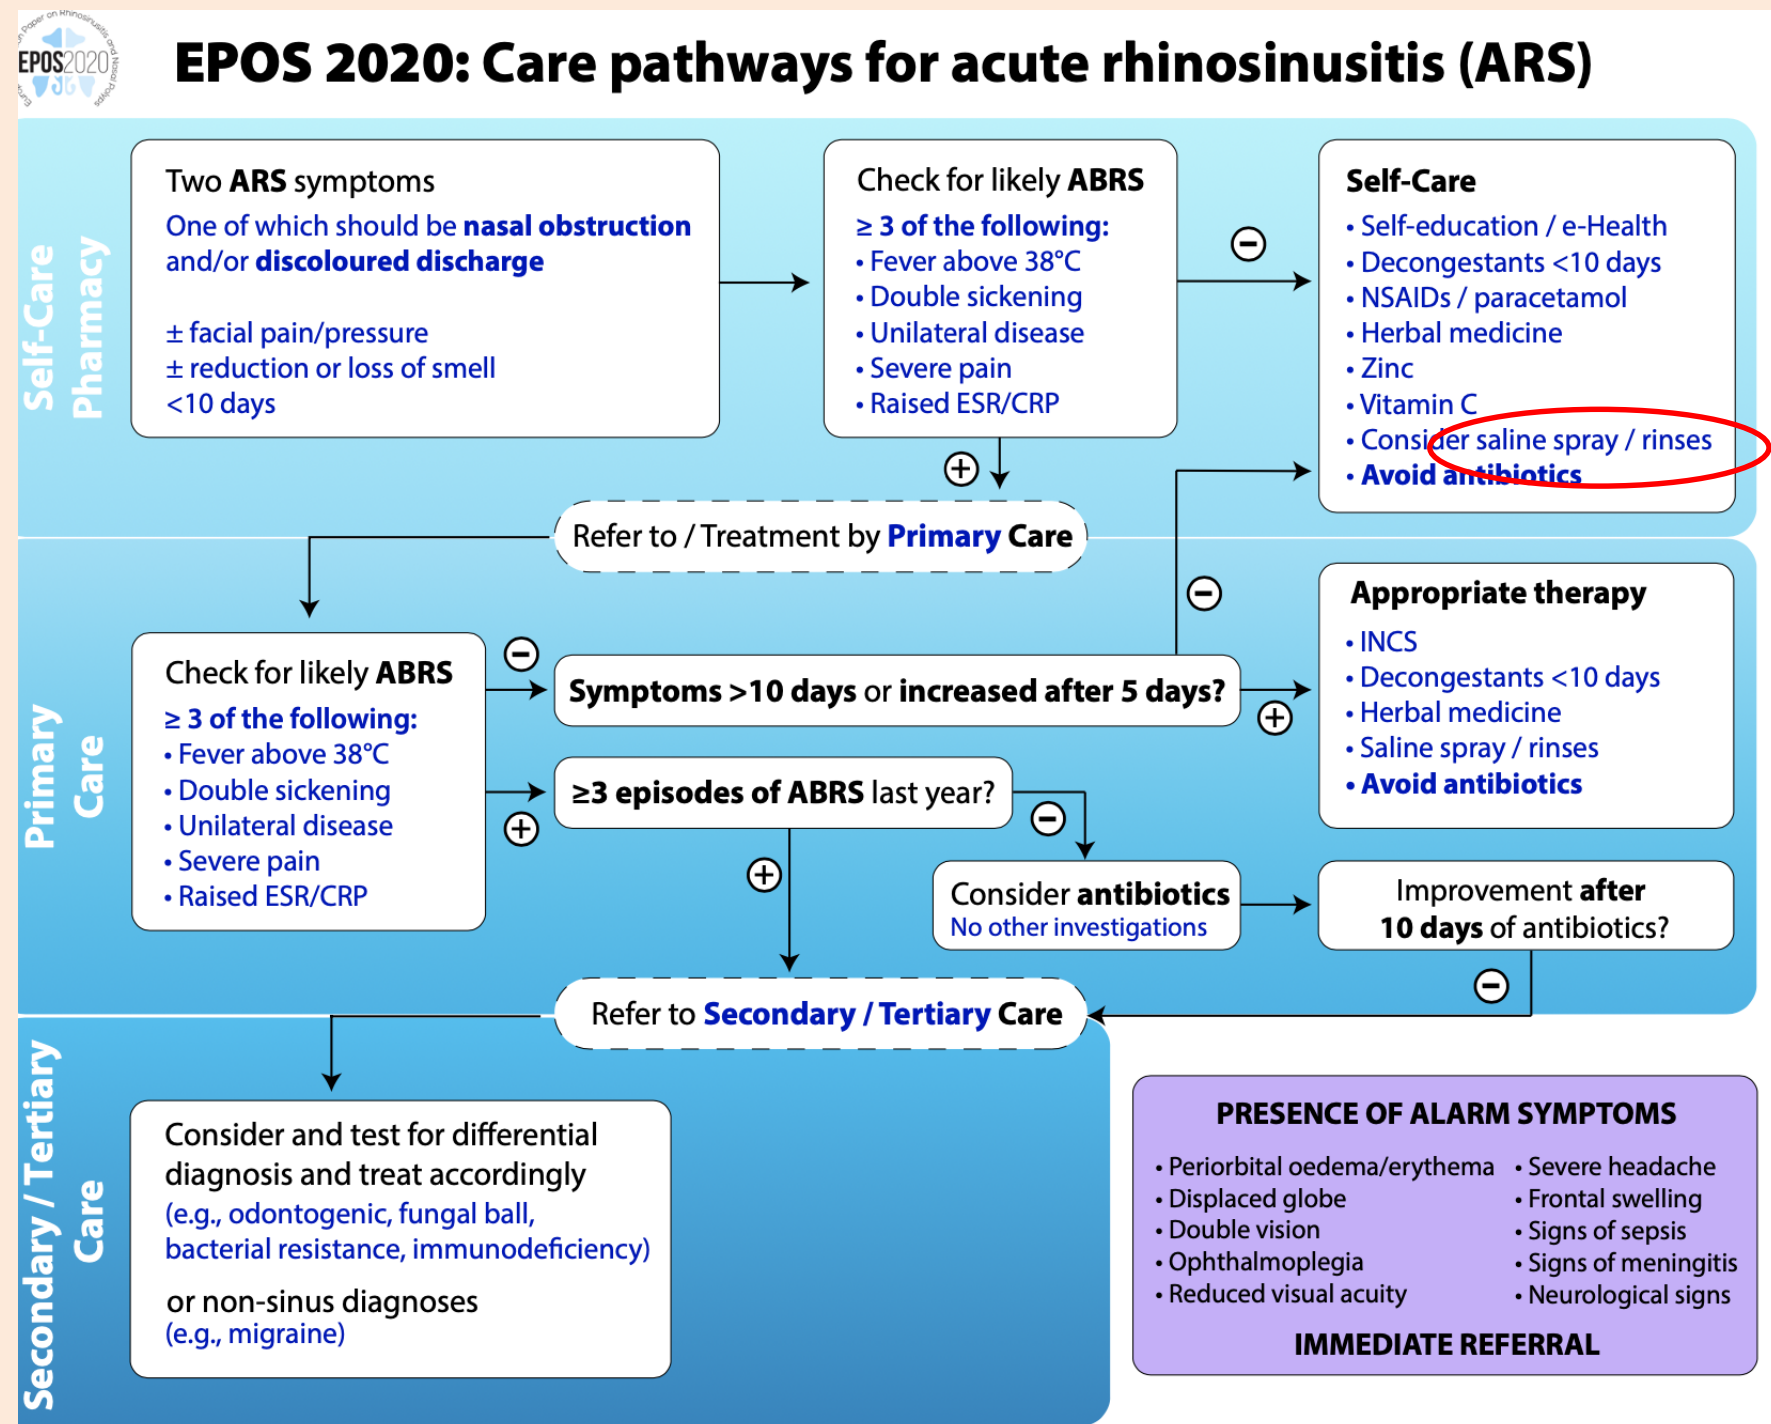 European Position Paper on Rhinosinusitis and Nasal Polyps
EPOS2020
EPOS 2020: Care pathways for acute rhinosinusitis (ARS)
Self-Care
Pharmacy
Two ARS symptoms
One of which should be nasal obstruction
and/or discoloured discharge
± facial pain/pressure
± reduction or loss of smell
<10 days
Check for likely ABRS
≥ 3 of the following:
• Fever above 38°C
• Double sickening
• Unilateral disease
• Severe pain
• Raised ESR/CRP
Self-Care
• Self-education / e-Health
• Decongestants <10 days
• NSAIDs / paracetamol
• Herbal medicine
• Zinc
• Vitamin C
• Consider saline spray / rinses
• Avoid antibiotics
Refer to / Treatment by Primary Care
Primary
Care
Check for likely ABRS
≥ 3 of the following:
• Fever above 38°C
• Double sickening
• Unilateral disease
• Severe pain
• Raised ESR/CRP
Symptoms >10 days or increased after 5 days?
≥3 episodes of ABRS last year?
Appropriate therapy
• INCS
• Decongestants <10 days
• Herbal medicine
• Saline spray / rinses
• Avoid antibiotics
Consider antibiotics
No other investigations
Improvement after
10 days of antibiotics?
Refer to Secondary / Tertiary Care
Secondary / Tertiary
Care
Consider and test for differential
diagnosis and treat accordingly
(e.g., odontogenic, fungal ball,
bacterial resistance, immunodeficiency)
or non-sinus diagnoses
(e.g., migraine)
PRESENCE OF ALARM SYMPTOMS
• Periorbital oedema/erythema
• Displaced globe
• Double vision
• Ophthalmoplegia
• Reduced visual acuity
• Severe headache
• Frontal swelling
• Signs of sepsis
• Signs of meningitis
• Neurological signs
IMMEDIATE REFERRAL